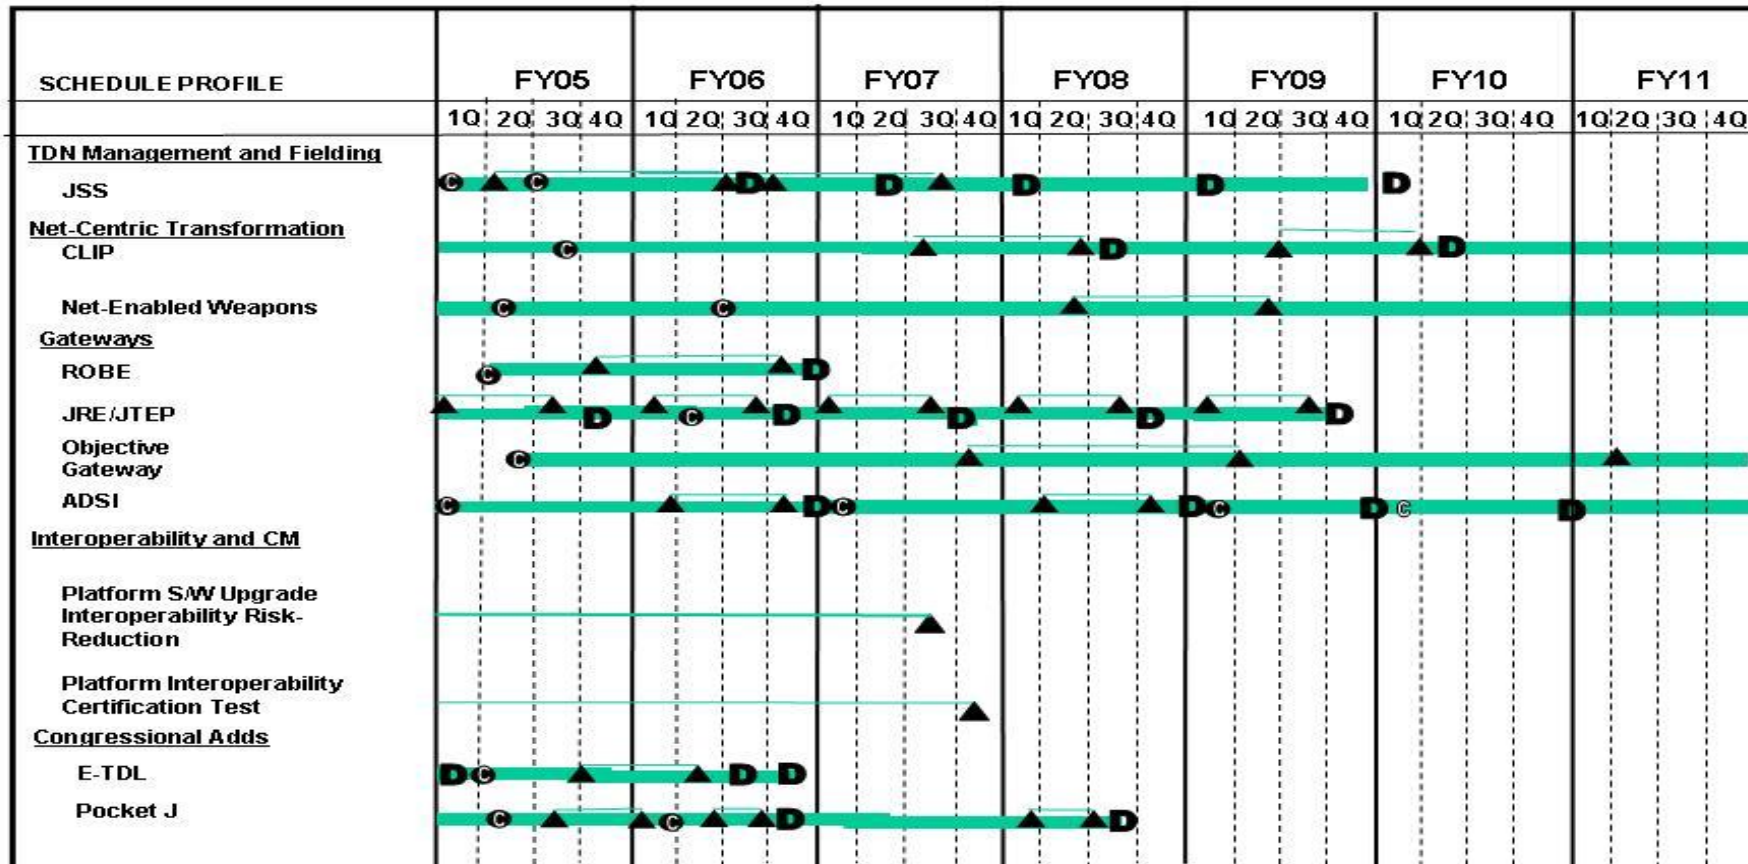 SCHEDULE PROFILE FY05 FY06 FY07 FY08 FY09 FY10 FY11
1Q 2Q 3Q 4Q 1Q 2Q 3Q 4Q 1Q 2Q 3Q 4Q 1Q 2Q 3Q 4Q 1Q 2Q 3Q 4Q 1Q 2Q 3Q 4Q 1Q 2Q 3Q 4Q
TDN Management and Fielding
JSS C C D D D D D
Net-Centric Transformation
CLIP C D D
Net-Enabled Weapons C C
Gateways
ROBE C D
JRE/JTEP D C D D D D
Objective
Gateway C
ADSI C D C D C D C D
Interoperability and CM
Platform S/W Upgrade
Interoperability Risk-
Reduction
Platform Interoperability
Certification Test
Congressional Adds
E-TDL D C D D
Pocket J C C D D